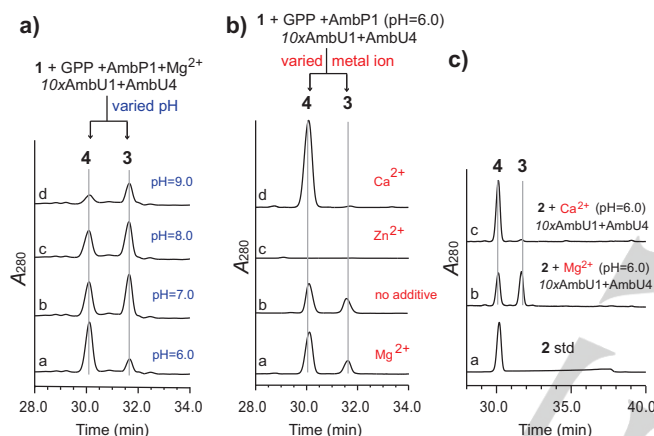 a)
1 + GPP +AmbP1+Mg2+
10xAmbU1+AmbU4
varied pH
4 3
d pH=9.0
c pH=8.0
b pH=7.0
a pH=6.0
A280
28.0 30.0 32.0 34.0
Time (min)
b)
1 + GPP +AmbP1 (pH=6.0)
10xAmbU1+AmbU4
varied metal ion
4 3
d Ca2+
c Zn2+
b no additive
a Mg2+
A280
28.0 30.0 32.0 34.0
Time (min)
c)
4 3
c 2 + Ca2+ (pH=6.0)
10xAmbU1+AmbU4
b 2 + Mg2+ (pH=6.0)
10xAmbU1+AmbU4
a 2 std
A280
30.0 35.0 40.0
Time (min)